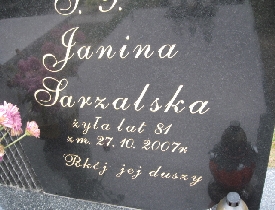 Ś. P.
Janina
Sarzalska
żyła lat 81
zm. 27. 10. 2007r
Pokój jej duszy